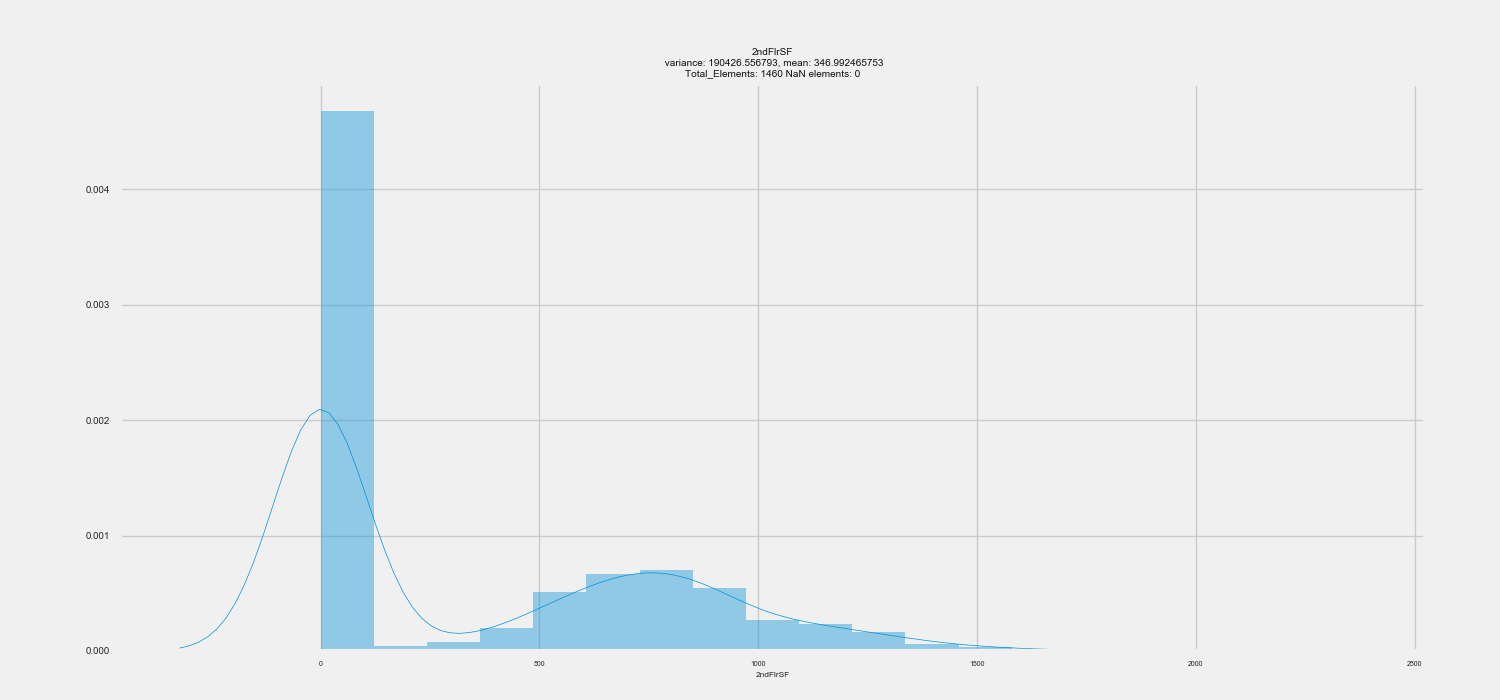 2ndFlrSF
variance: 190426.556793, mean: 346.992465753
Total_Elements: 1460 NaN elements: 0
0.004
0.003
0.002
0.001
0.000
0 500 1000 1500 2000 2500
2ndFlrSF